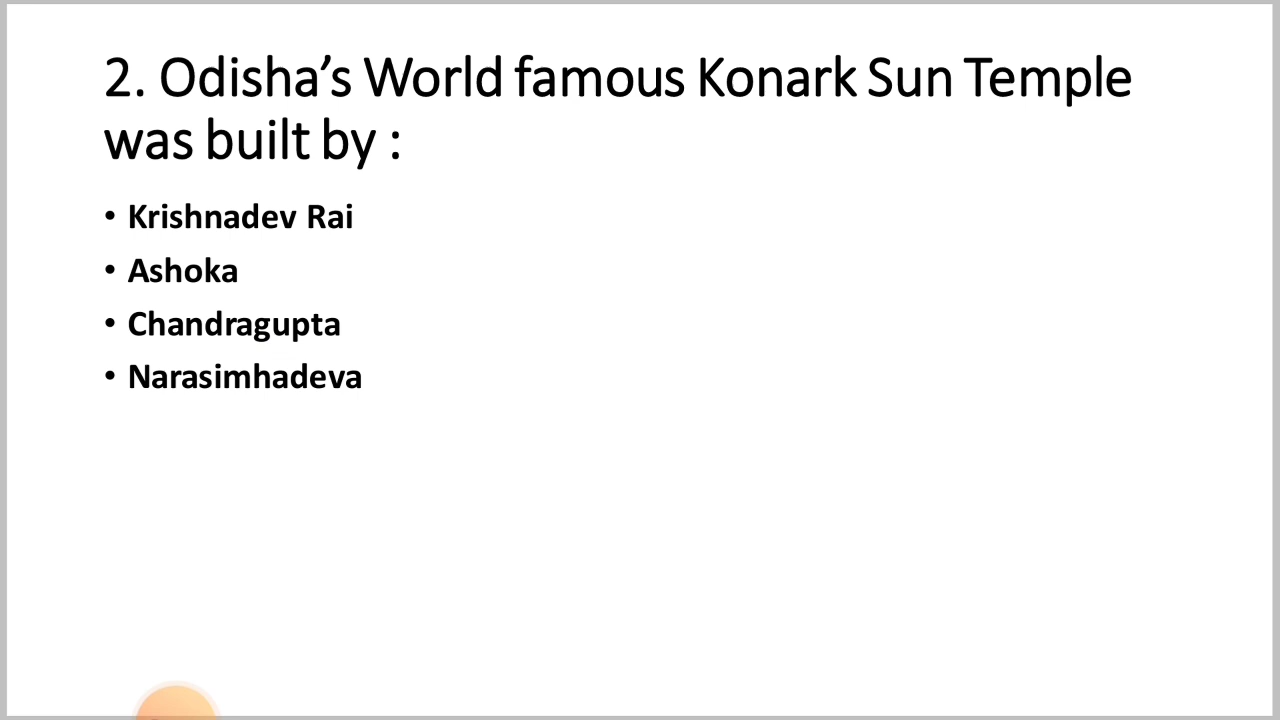 2. Odisha’s World famous Konark Sun Temple
was built by :
• Krishnadev Rai
• Ashoka
• Chandragupta
• Narasimhadeva